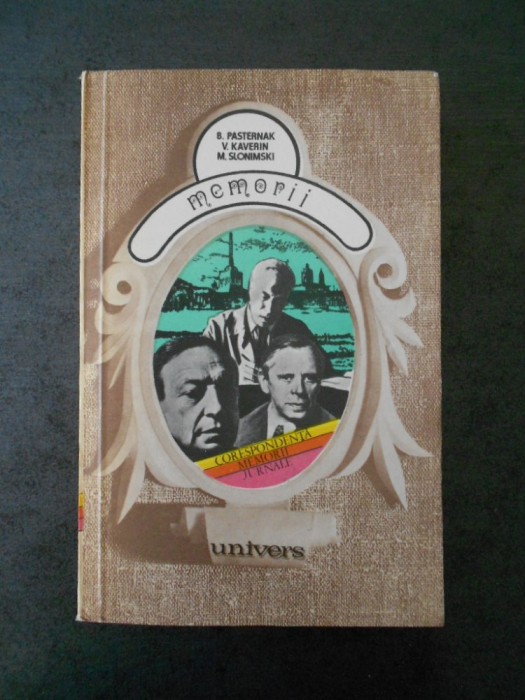 B. PASTERNAK
V. KAVERIN
M. SLONIMSKI
memorii
CORESPONDENȚĂ
MEMORII
JURNALE
univers